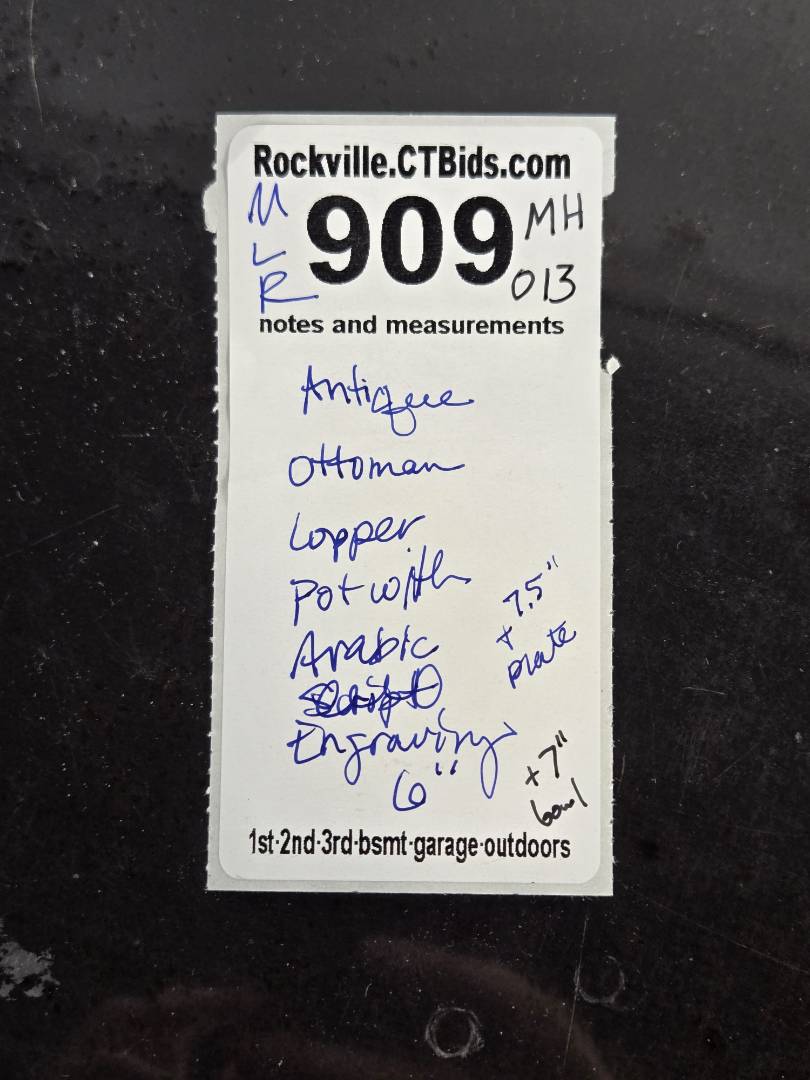 Rockville.CTBids.com
M
L
R
909
MH
013
notes and measurements
Antique
Ottoman
Copper
Pot with
Arabic
Engravings
6"
+ 7.5"
plate
+7"
bowl
1st·2nd·3rd·bsmt·garage·outdoors